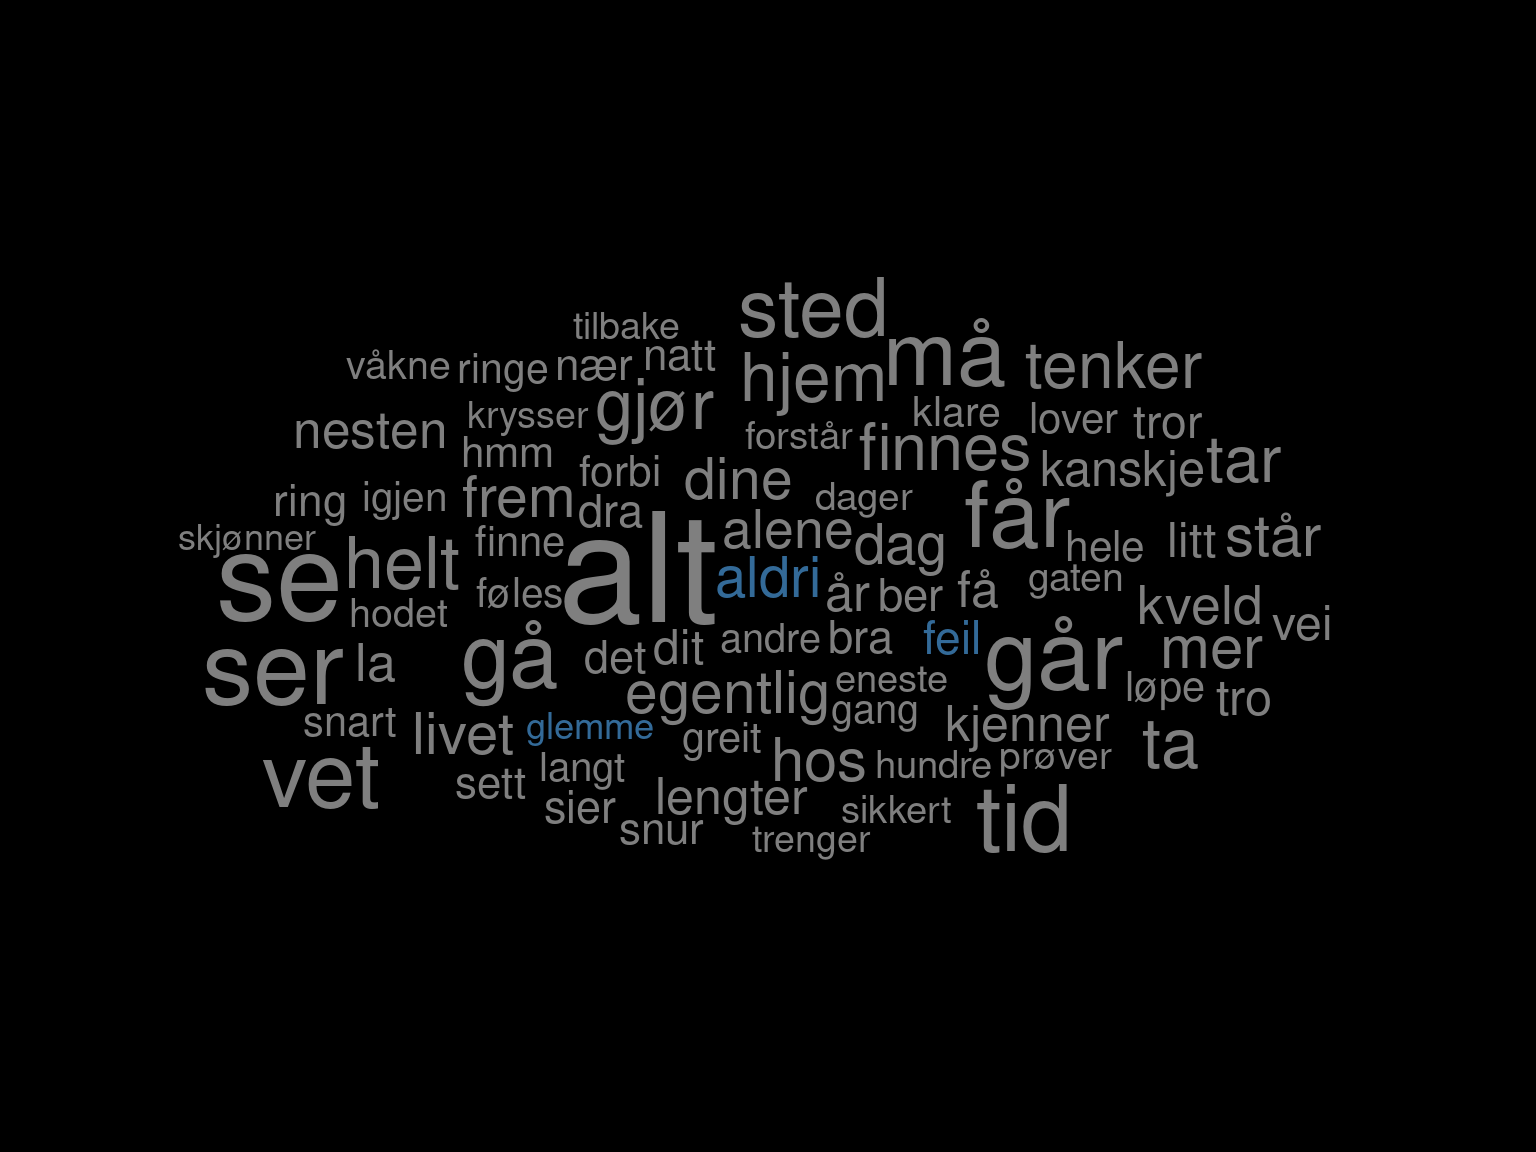 sted
tilbake
må
våkne ringe nær natt hjem tenker
nesten krysser gjør klare lover tror
hmm forbi forstår finnes kanskje tar
ring igjen frem dra dine dager får
skjønner finne alt alene dag hele litt står
se helt føles aldri år ber få gaten
hodet kveld vei
ser la gå det dit andre bra feil går mer
snart egentlig eneste løpe tro
livet glemme greit gang kjenner
vet sett langt hos hundre prøver ta
sier lengter sikkert tid
snur trenger